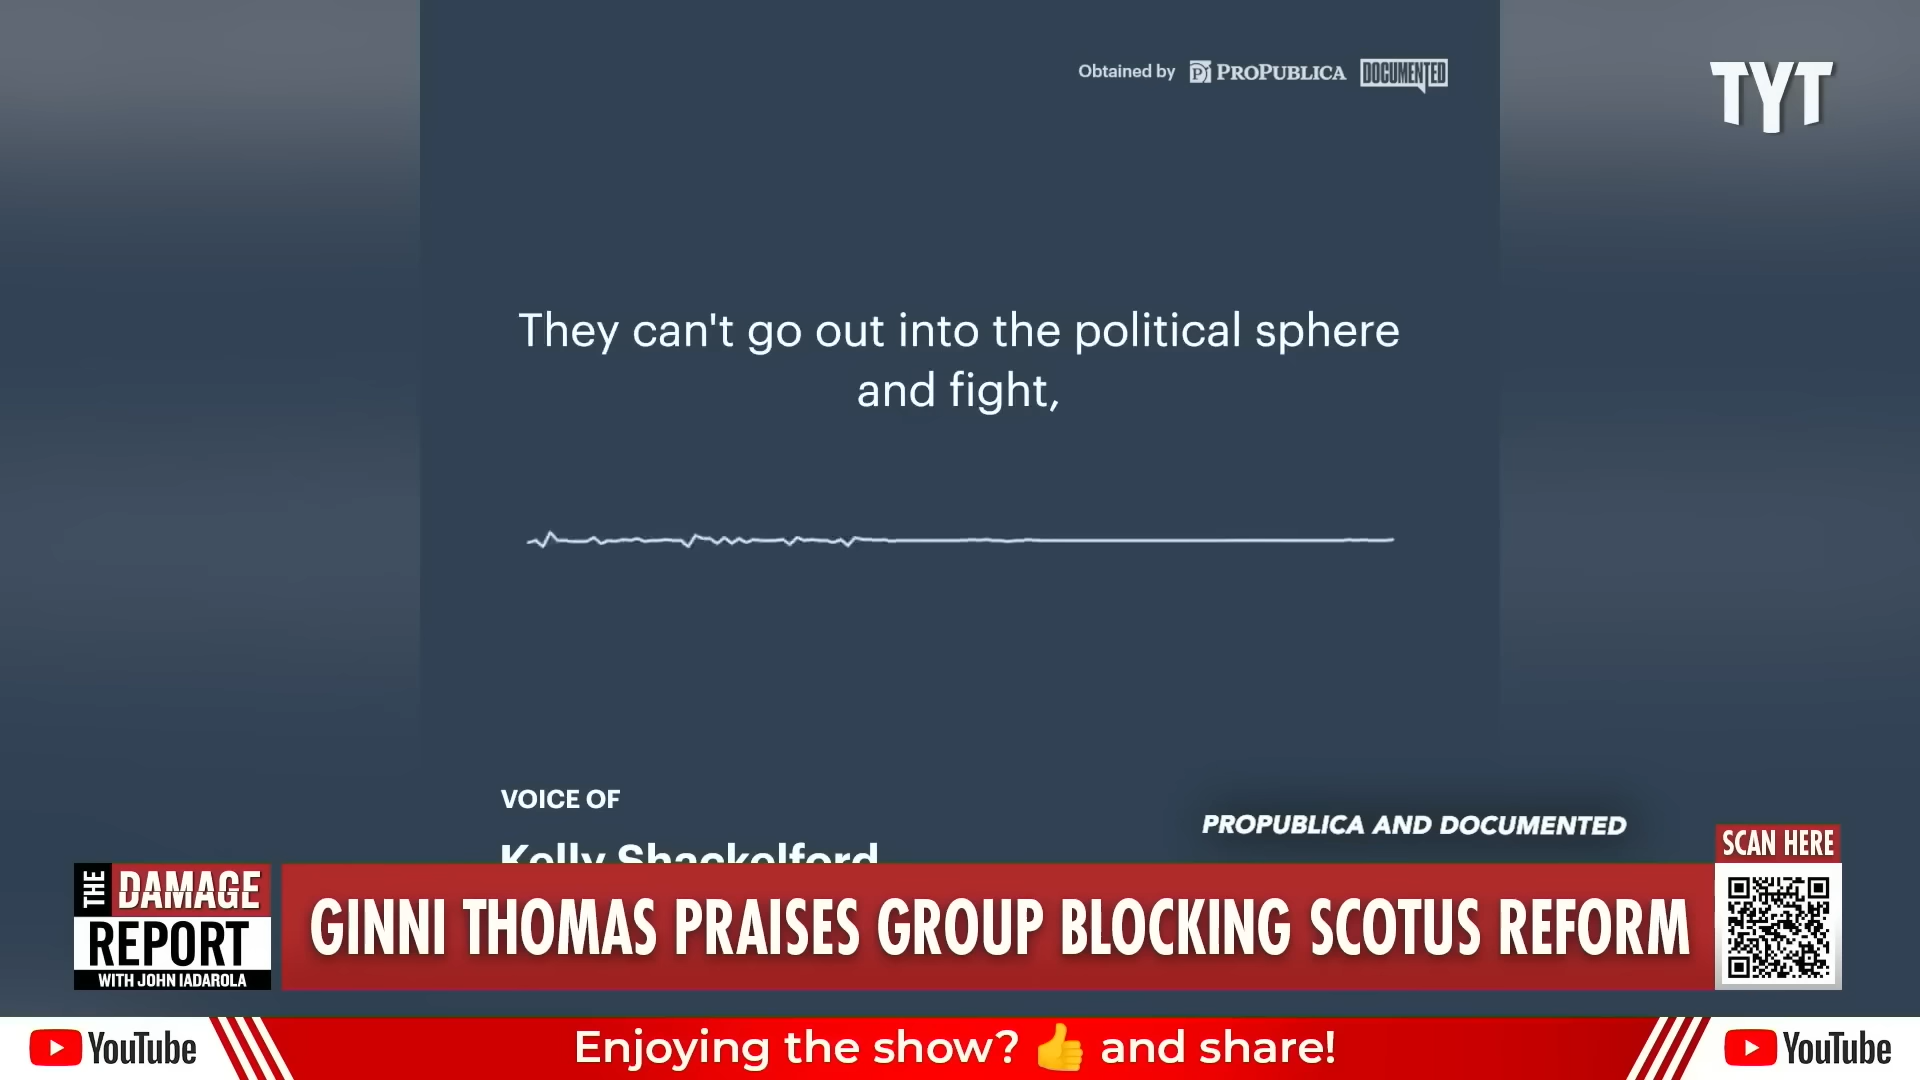 Obtained by PROPUBLICA DOCUMENTED
TYT
They can't go out into the political sphere
and fight,
VOICE OF
Kelly Shackelford
PROPUBLICA AND DOCUMENTED
SCAN HERE
THE DAMAGE
REPORT
WITH JOHN IADAROLA
GINNI THOMAS PRAISES GROUP BLOCKING SCOTUS REFORM
YouTube
Enjoying the show? 👍 and share!
YouTube